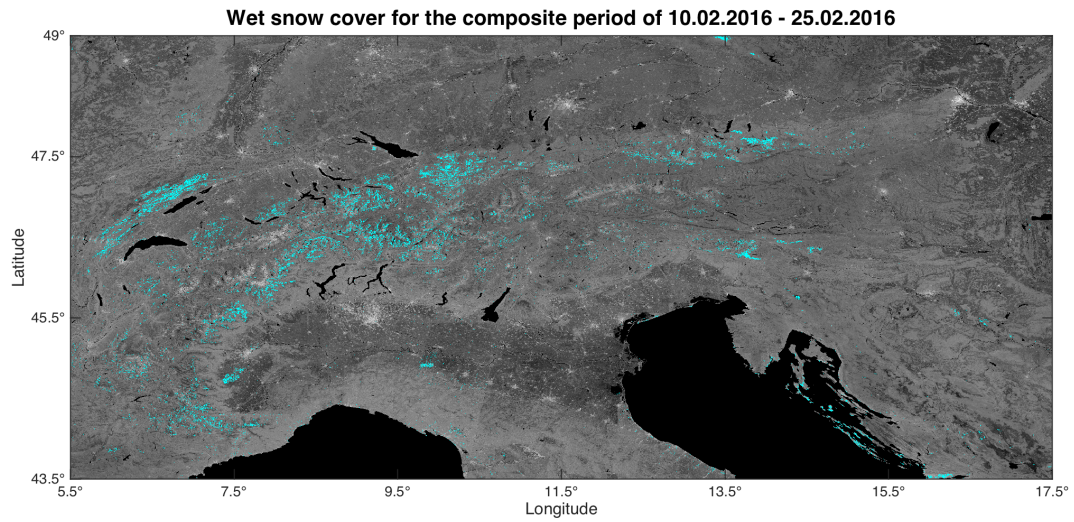 Wet snow cover for the composite period of 10.02.2016 - 25.02.2016
49°
47.5°
45.5°
43.5°
Latitude
5.5° 7.5° 9.5° 11.5° 13.5° 15.5° 17.5°
Longitude